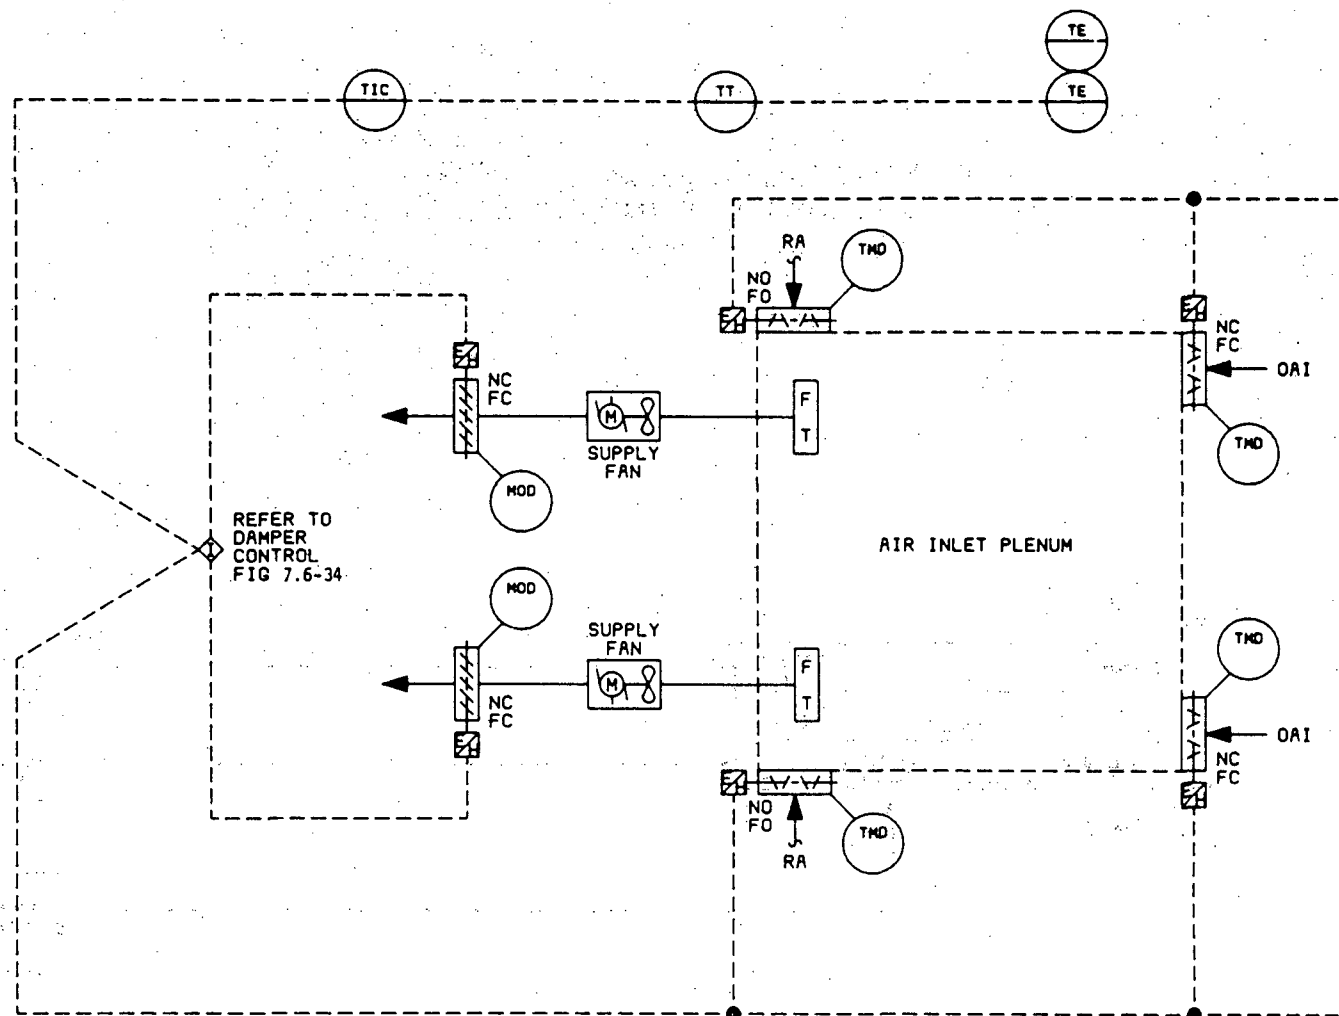 TE
TIC
TT
TE
RA
TMD
NO
FO
NC
FC
OAI
NC
FC
F
T
M
SUPPLY
FAN
TMD
MOD
REFER TO
DAMPER
CONTROL
FIG 7.6-34
I
AIR INLET PLENUM
MOD
SUPPLY
FAN
TMD
F
T
M
NC
FC
OAI
NC
FC
NO
FO
TMD
RA